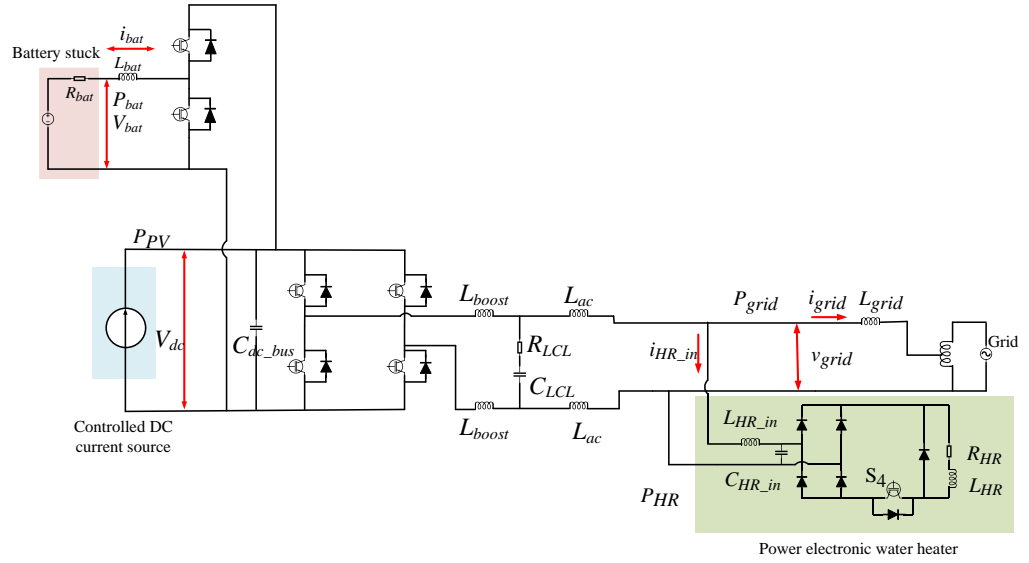 i_bat
Battery stuck
L_bat
R_bat
P_bat
V_bat
P_PV
V_dc
C_dc_bus
L_boost
L_ac
R_LCL
C_LCL
L_boost
L_ac
P_grid
i_grid
L_grid
i_HR_in
v_grid
Grid
Controlled DC
current source
L_HR_in
C_HR_in
S_4
R_HR
L_HR
P_HR
Power electronic water heater